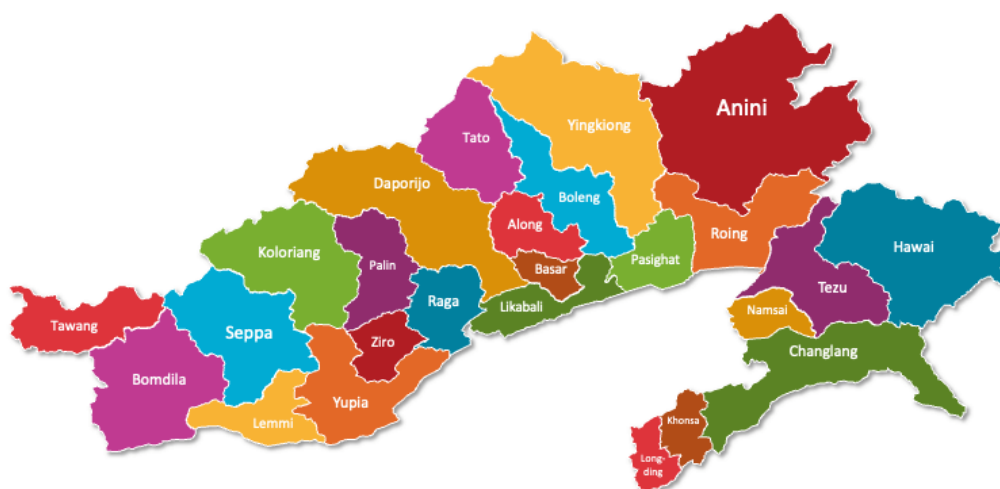 Anini
Yingkiong
Tato
Daporijo
Boleng
Along
Roing
Hawai
Koloriang
Palin
Basar
Pasighat
Tezu
Raga
Likabali
Namsai
Tawang
Seppa
Ziro
Changlang
Bomdila
Yupia
Lemmi
Khonsa
Long-
ding